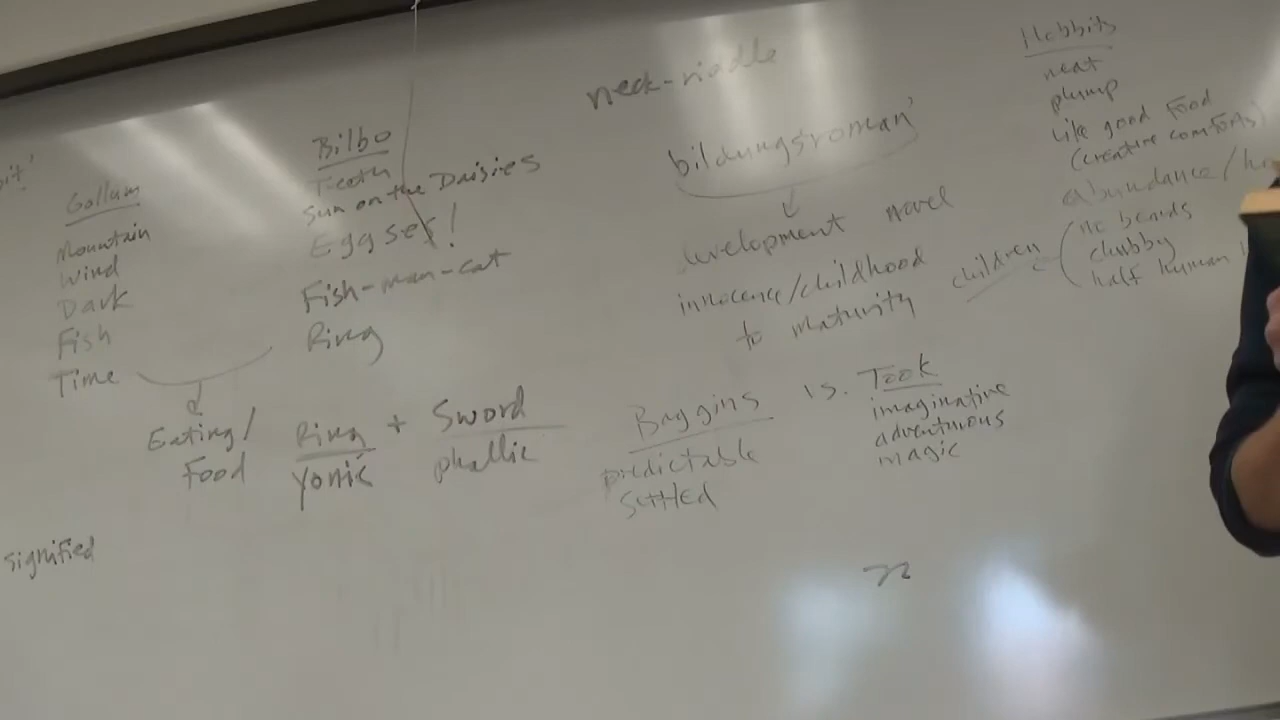 Gollum
Mountain
Wind
Dark
Fish
Time
Bilbo
Teeth
Sun on the Daisies
Eggses!
Fish-man-cat
Ring
Eating/
Food
Ring + Sword
yonic phallic
signified
neck-riddle
bildungsroman
development novel
innocence/childhood
to maturity
children
Baggins
predictable
settled
vs. Took
imaginative
adventurous
magic
Hobbits
neat
plump
like good food
(creature comforts)
abundance/
no beards
chubby
half human
n